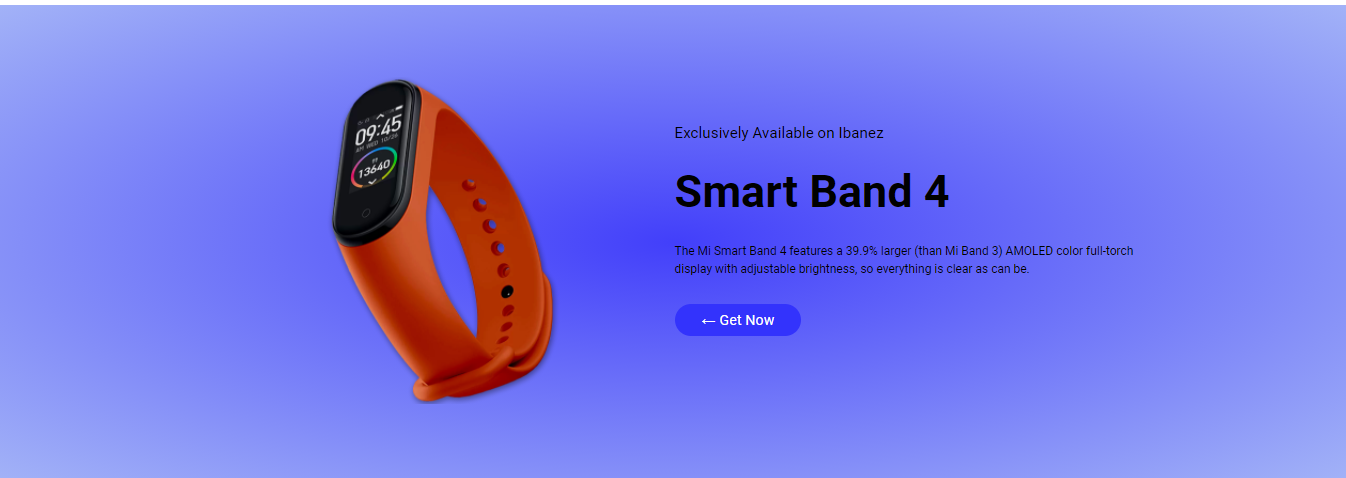 09:45
AM WED 10/26
13640
Exclusively Available on Ibanez
Smart Band 4
The Mi Smart Band 4 features a 39.9% larger (than Mi Band 3) AMOLED color full-torch
display with adjustable brightness, so everything is clear as can be.
← Get Now